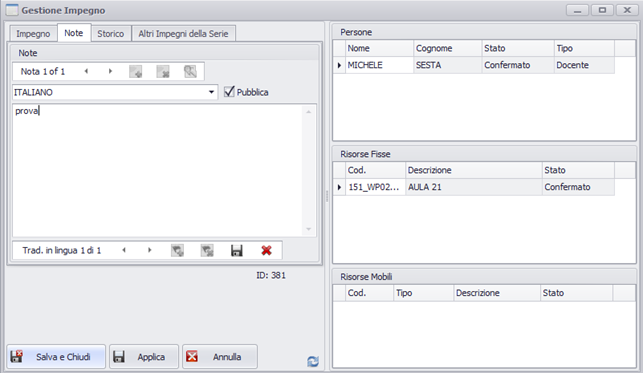 Gestione Impegno
Impegno Note Storico Altri Impegni della Serie
Note
Nota 1 of 1
ITALIANO Pubblica
prova
Trad. in lingua 1 di 1
ID: 381
Salva e Chiudi Applica Annulla
Persone
Nome Cognome Stato Tipo
MICHELE SESTA Confermato Docente
Risorse Fisse
Cod. Descrizione Stato
151_WP02... AULA 21 Confermato
Risorse Mobili
Cod. Tipo Descrizione Stato